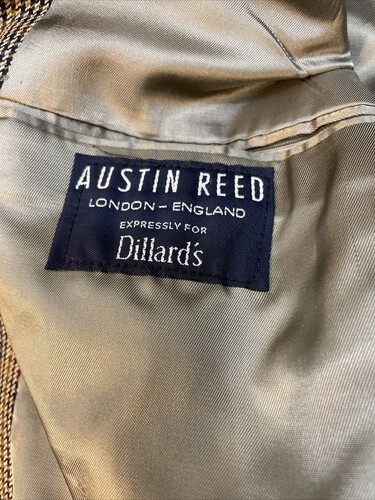 AUSTIN REED
LONDON – ENGLAND
EXPRESSLY FOR
Dillard's